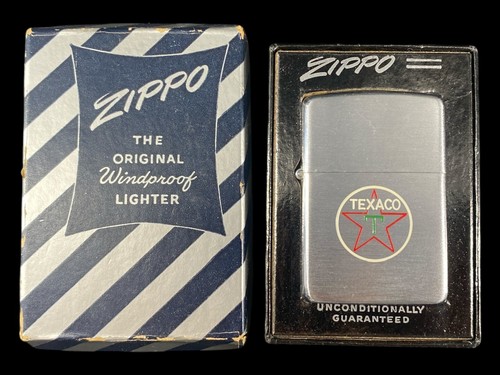 ZIPPO
THE
ORIGINAL
Windproof
LIGHTER
ZIPPO
TEXACO
T
UNCONDITIONALLY
GUARANTEED